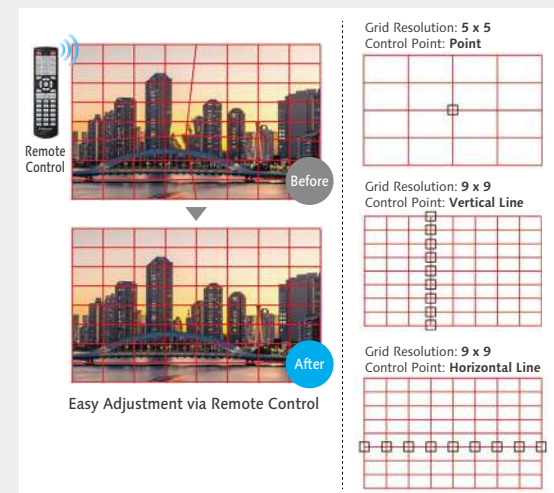 Remote
Control
Before
After
Easy Adjustment via Remote Control
Grid Resolution: 5 x 5
Control Point: Point
Grid Resolution: 9 x 9
Control Point: Vertical Line
Grid Resolution: 9 x 9
Control Point: Horizontal Line